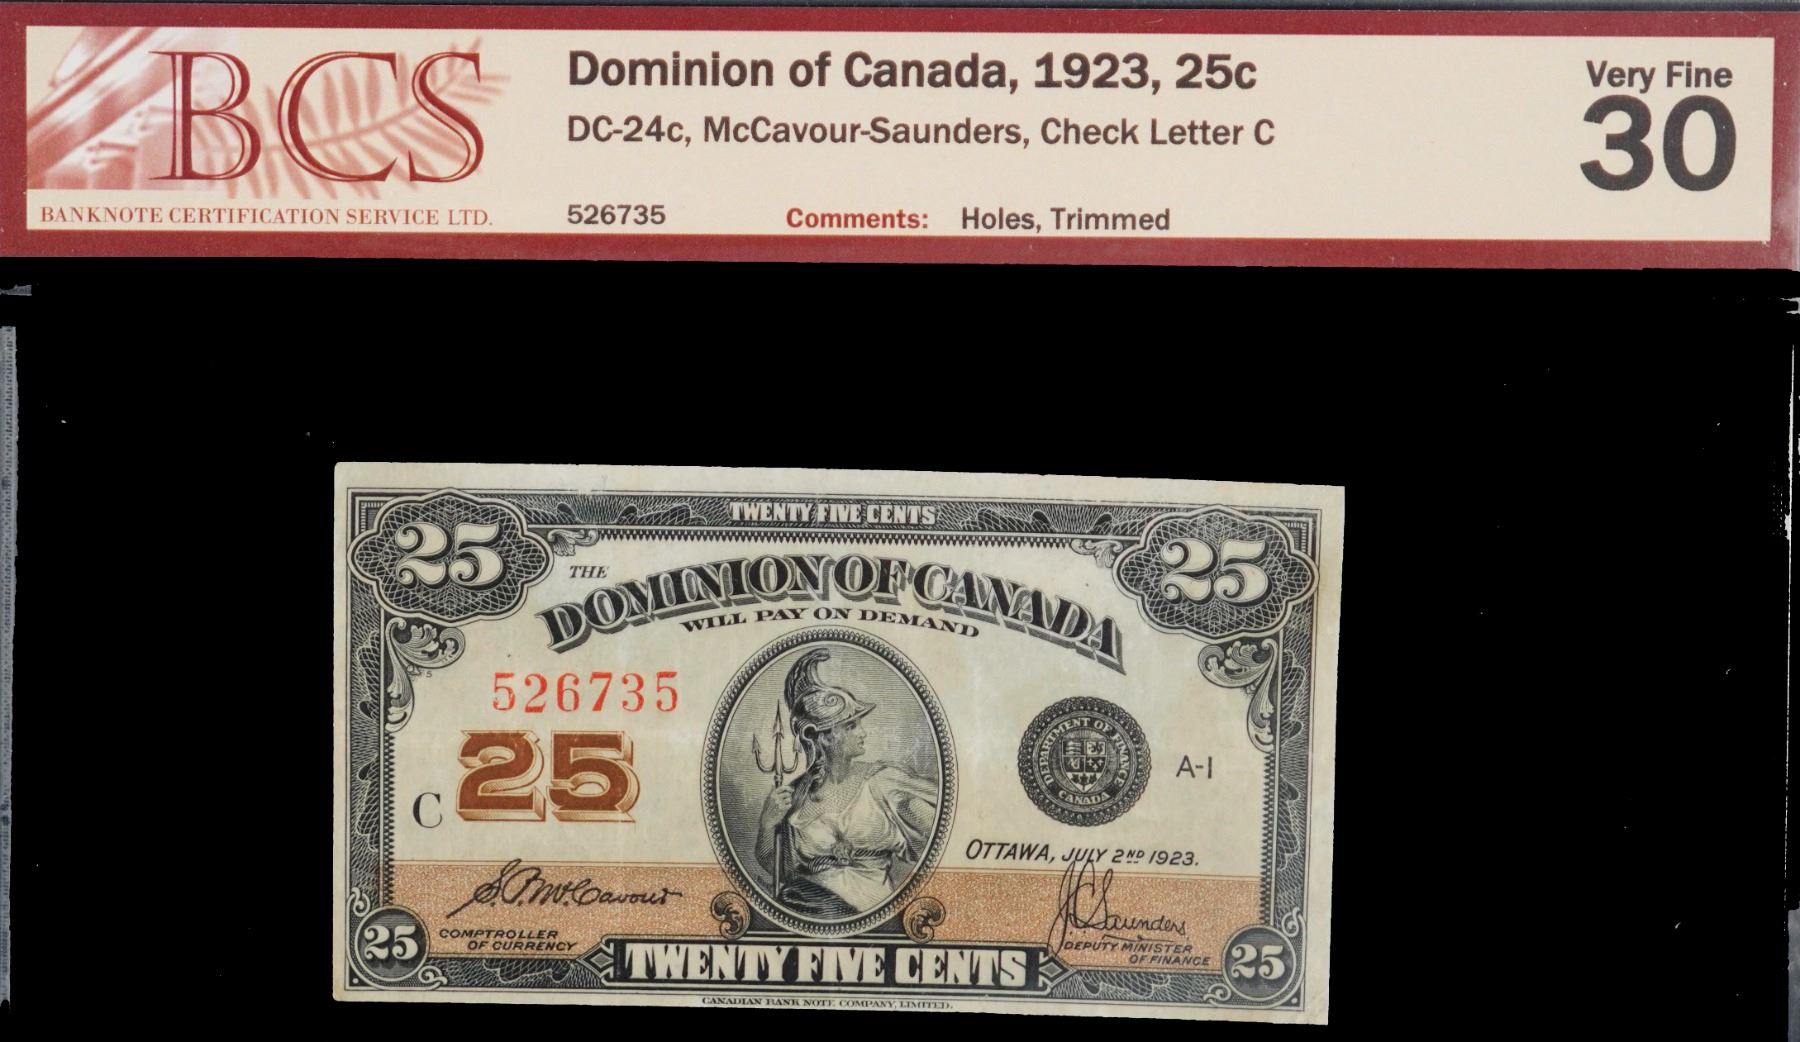 BCS
BANKNOTE CERTIFICATION SERVICE LTD.
Dominion of Canada, 1923, 25c
DC-24c, McCavour-Saunders, Check Letter C
526735
Comments: Holes, Trimmed
Very Fine
30
25
TWENTY FIVE CENTS
25
THE
DOMINION OF CANADA
WILL PAY ON DEMAND
526735
25
C
DEPARTMENT OF FINANCE
CANADA
A-1
OTTAWA, JULY 2ND 1923.
S.P. McCavour
J.C. Saunders
COMPTROLLER
OF CURRENCY
DEPUTY MINISTER
OF FINANCE
25
TWENTY FIVE CENTS
25
CANADIAN BANK NOTE COMPANY, LIMITED.